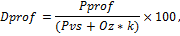 Dprof = Pprof / (Pvs + Oz * k) × 100,